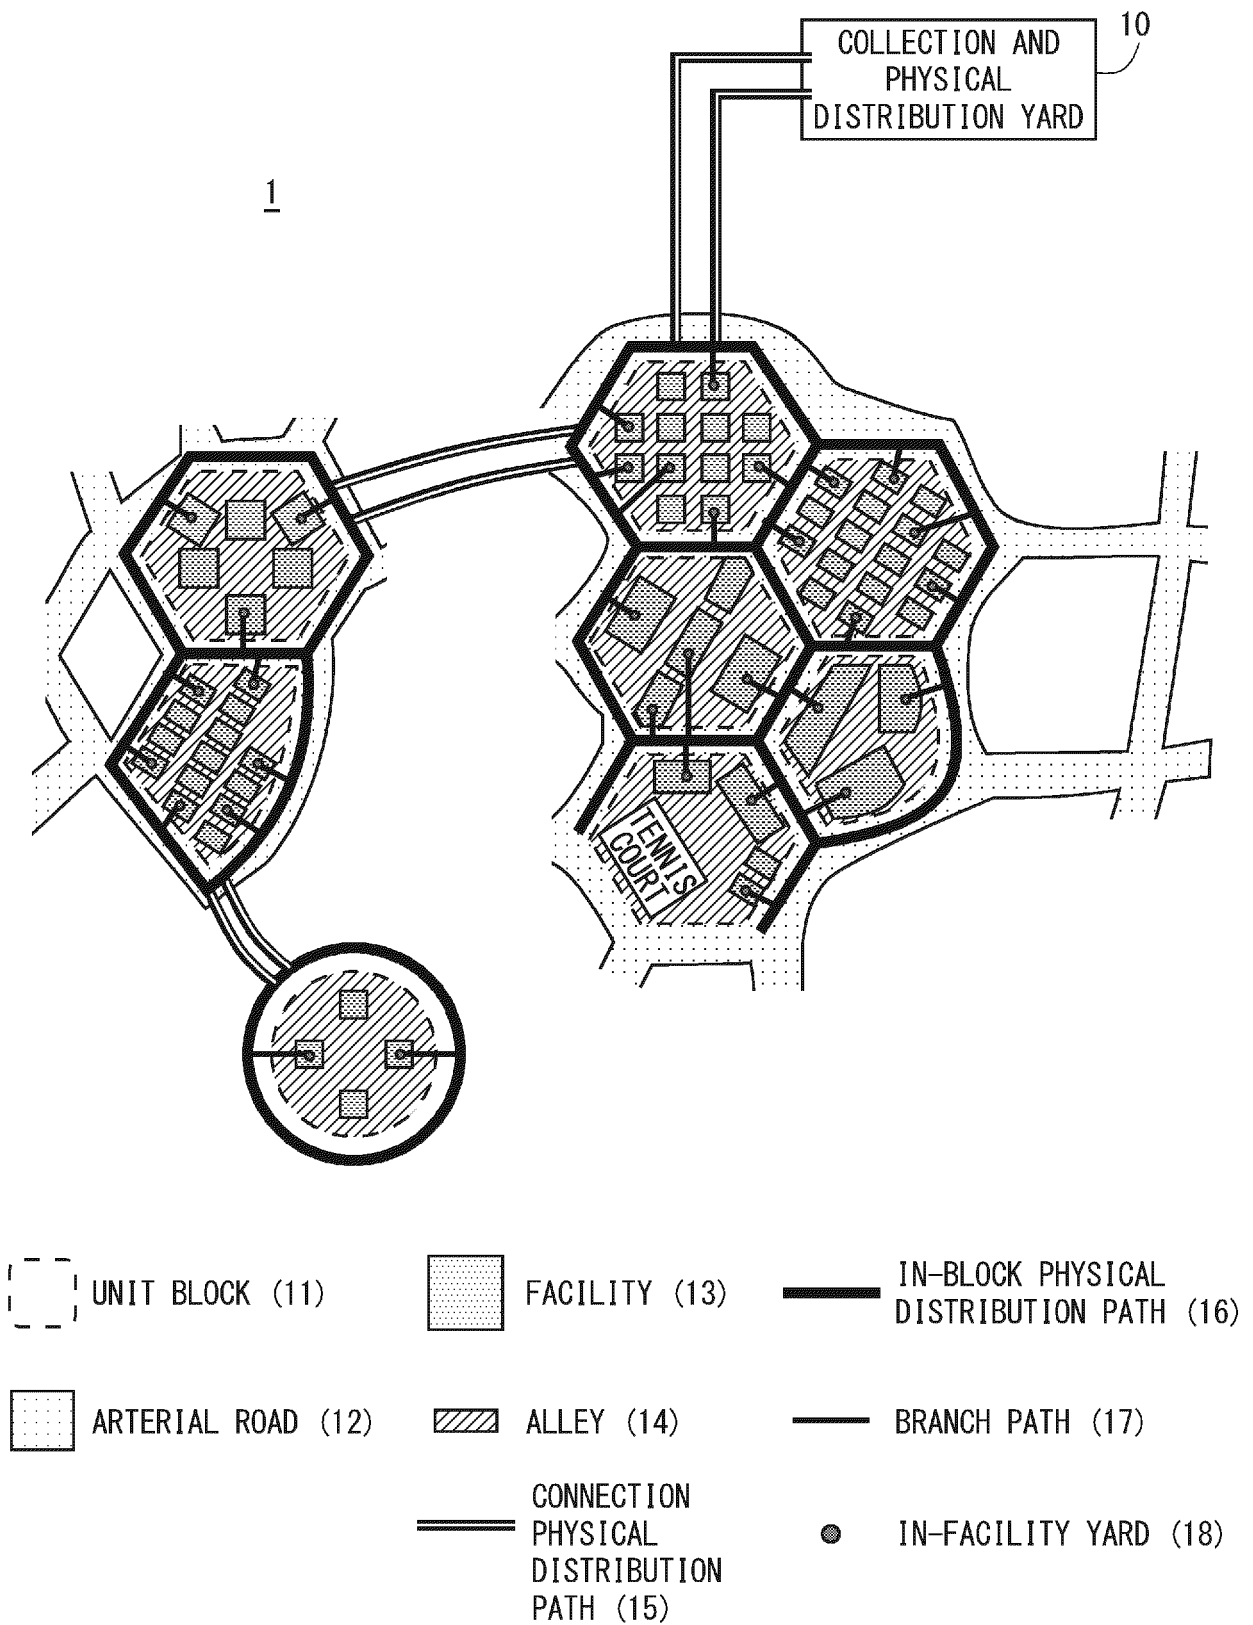 10
COLLECTION AND
PHYSICAL
DISTRIBUTION YARD
1
TENNIS
COURT
UNIT BLOCK (11)
FACILITY (13)
IN-BLOCK PHYSICAL
DISTRIBUTION PATH (16)
ARTERIAL ROAD (12)
ALLEY (14)
BRANCH PATH (17)
CONNECTION
PHYSICAL
DISTRIBUTION
PATH (15)
IN-FACILITY YARD (18)